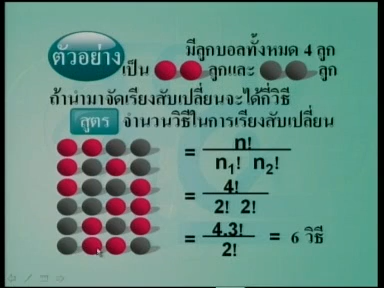 ตัวอย่าง
มีลูกบอลทั้งหมด 4 ลูก
เป็น ลูกและ ลูก
ถ้านำมาจัดเรียงสับเปลี่ยนจะได้กี่วิธี
สูตร จำนวนวิธีในการเรียงสับเปลี่ยน
= n! / n1! n2!
= 4! / 2! 2!
= 4.3! / 2! = 6 วิธี